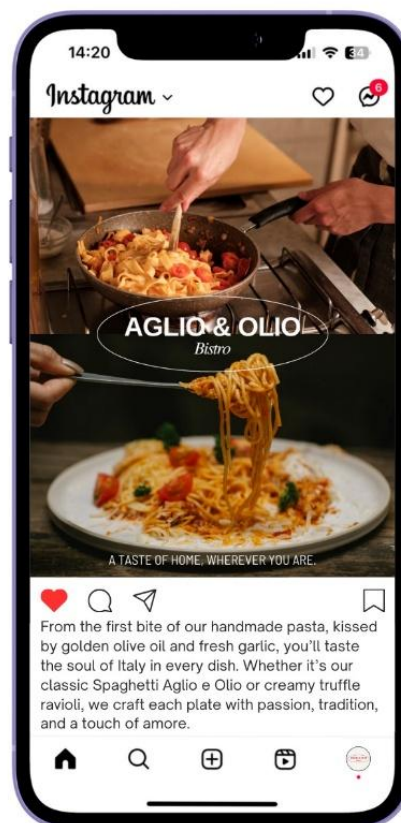 14:20
34
Instagram
6
AGLIO & OLIO
Bistro
A TASTE OF HOME, WHEREVER YOU ARE.
From the first bite of our handmade pasta, kissed
by golden olive oil and fresh garlic, you'll taste
the soul of Italy in every dish. Whether it's our
classic Spaghetti Aglio e Olio or creamy truffle
ravioli, we craft each plate with passion, tradition,
and a touch of amore.